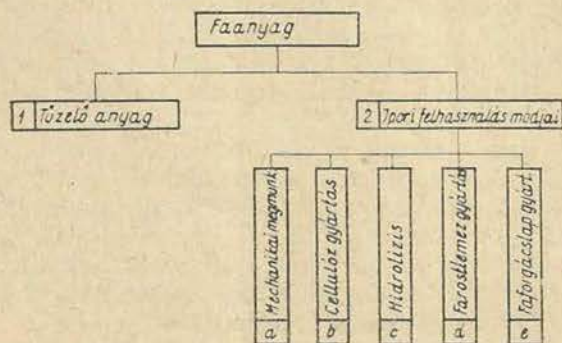 Faanyag
1 Tüzelő anyag
2 Ipari felhasználás módjai
Mechanikai megmunk.
Cellulóz gyártás
Hidrolízis
Farostlemez gyártás
Faforgácslap gyárt.
a
b
c
d
e